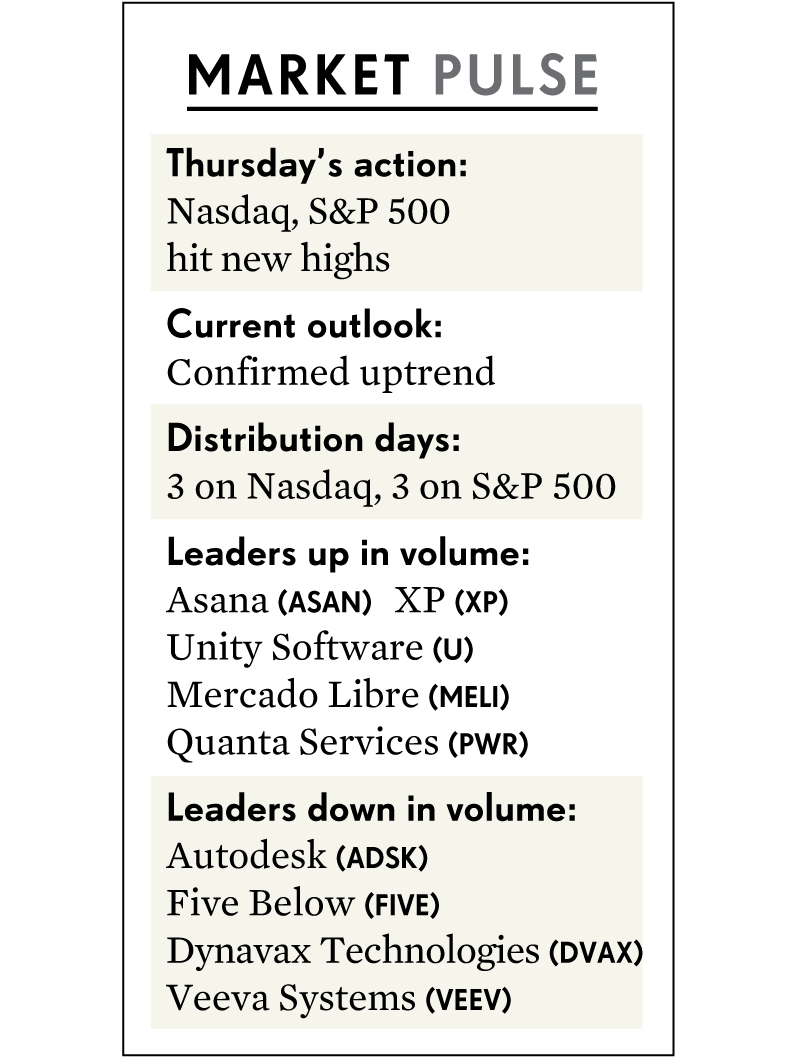 MARKET PULSE
Thursday’s action:
Nasdaq, S&P 500
hit new highs
Current outlook:
Confirmed uptrend
Distribution days:
3 on Nasdaq, 3 on S&P 500
Leaders up in volume:
Asana (ASAN) XP (XP)
Unity Software (U)
Mercado Libre (MELI)
Quanta Services (PWR)
Leaders down in volume:
Autodesk (ADSK)
Five Below (FIVE)
Dynavax Technologies (DVAX)
Veeva Systems (VEEV)